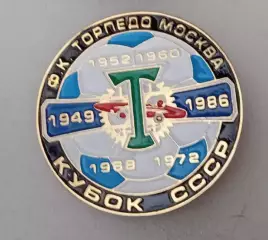 Ф.К. ТОРПЕДО МОСКВА
1952 1960
Т
1949 1986
1968 1972
КУБОК СССР